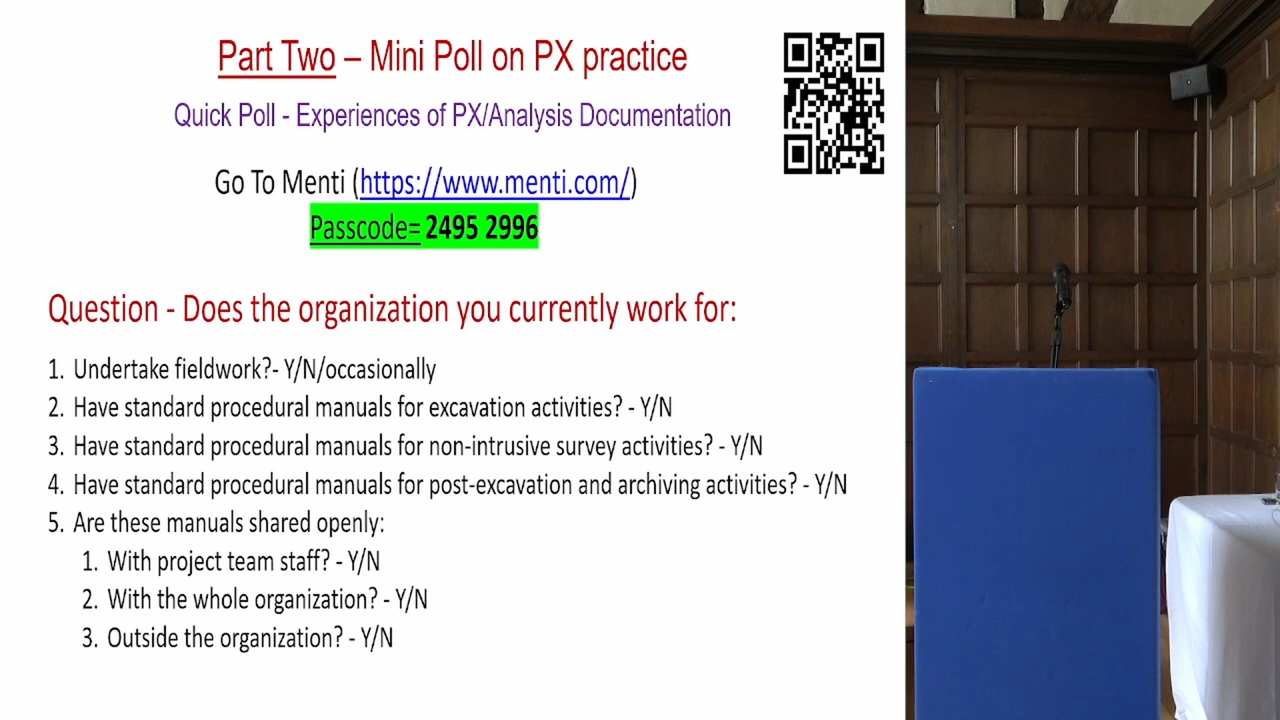 Part Two – Mini Poll on PX practice
Quick Poll - Experiences of PX/Analysis Documentation
Go To Menti (https://www.menti.com/)
Passcode= 2495 2996
Question - Does the organization you currently work for:
1. Undertake fieldwork?- Y/N/occasionally
2. Have standard procedural manuals for excavation activities? - Y/N
3. Have standard procedural manuals for non-intrusive survey activities? - Y/N
4. Have standard procedural manuals for post-excavation and archiving activities? - Y/N
5. Are these manuals shared openly:
1. With project team staff? - Y/N
2. With the whole organization? - Y/N
3. Outside the organization? - Y/N